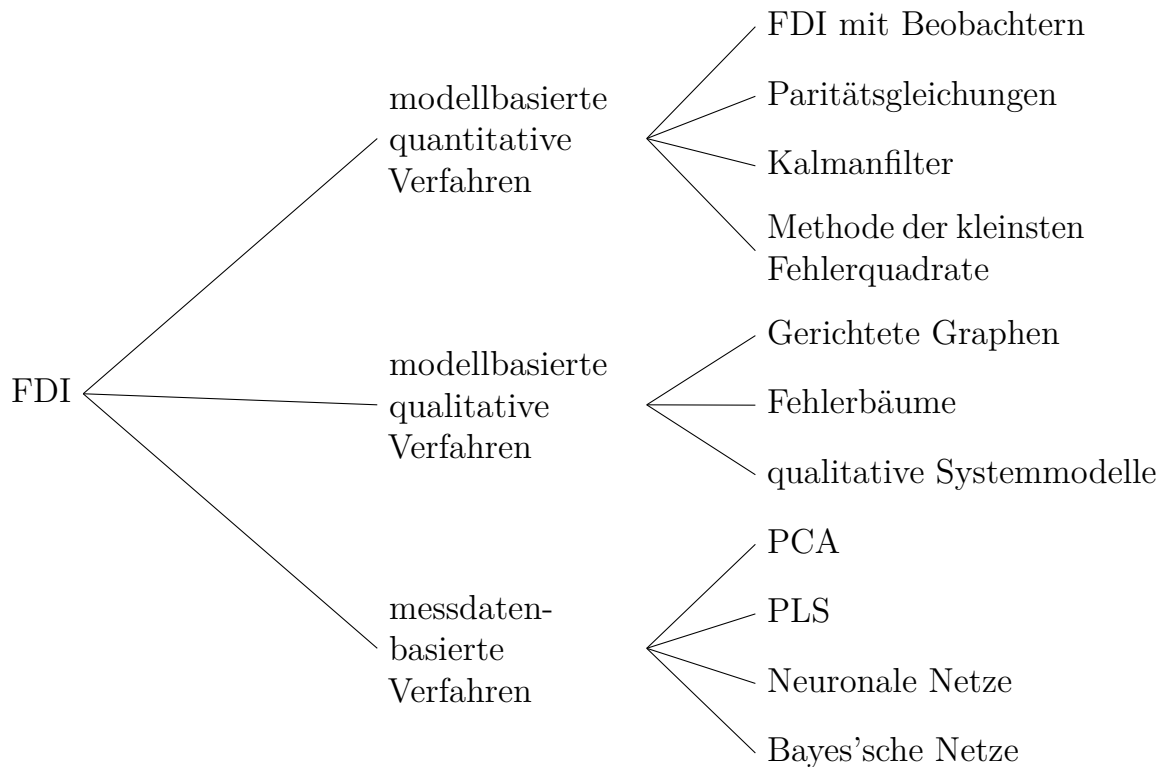 FDI
modellbasierte
quantitative
Verfahren
FDI mit Beobachtern
Paritätsgleichungen
Kalmanfilter
Methode der kleinsten
Fehlerquadrate
modellbasierte
qualitative
Verfahren
Gerichtete Graphen
Fehlerbäume
qualitative Systemmodelle
messdaten-
basierte
Verfahren
PCA
PLS
Neuronale Netze
Bayes’sche Netze